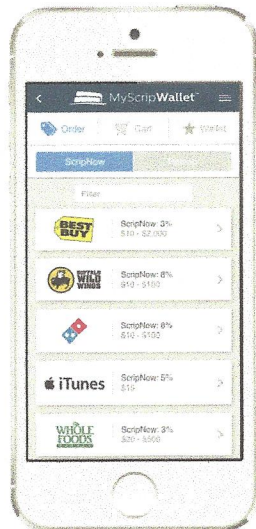 MyScripWallet™
Order Cart Wallet
ScripNow
Filter
BEST BUY
ScripNow: 3%
$10 - $2,000
BUFFALO WILD WINGS
ScripNow: 8%
$10 - $100
ScripNow: 8%
$10 - $100
iTunes
ScripNow: 5%
$15
WHOLE FOODS
ScripNow: 3%
$20 - $500